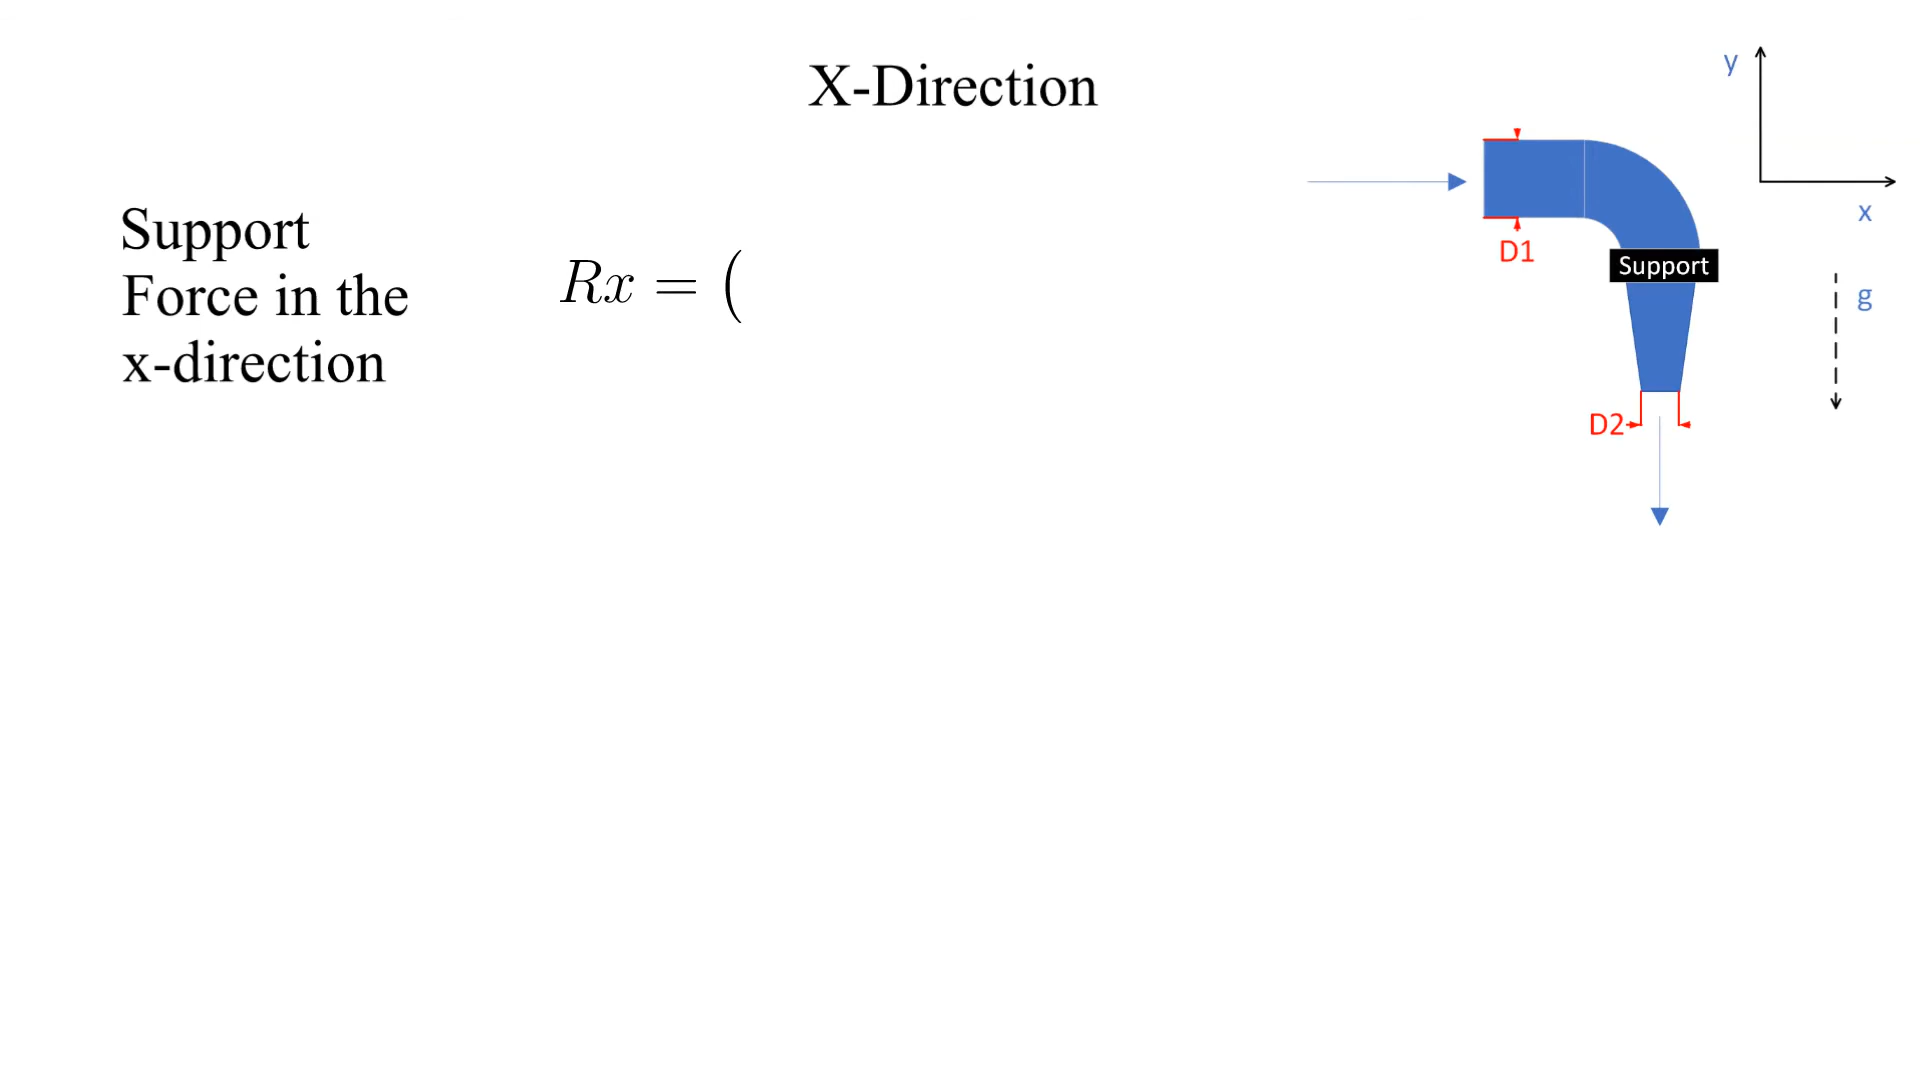 X-Direction
Support
Force in the
x-direction
Rx = (
y
x
D1
Support
g
D2